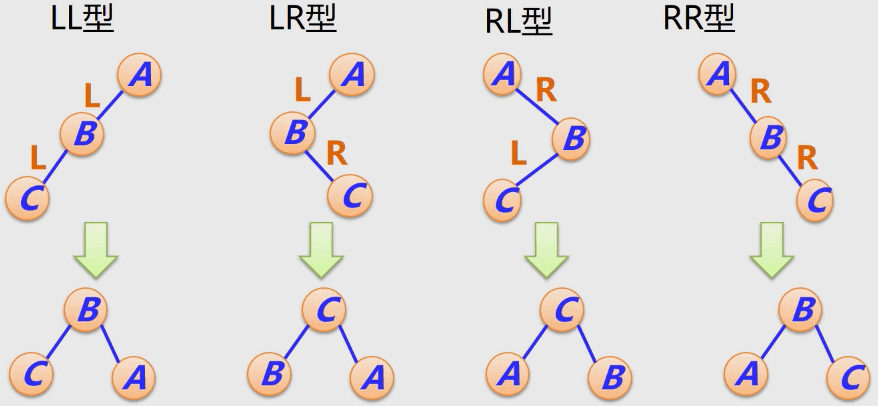 LL型 LR型 RL型 RR型
A A A A
L L R R
B B B B
L R L R
C C C C
B C C B
C A B A A B A C